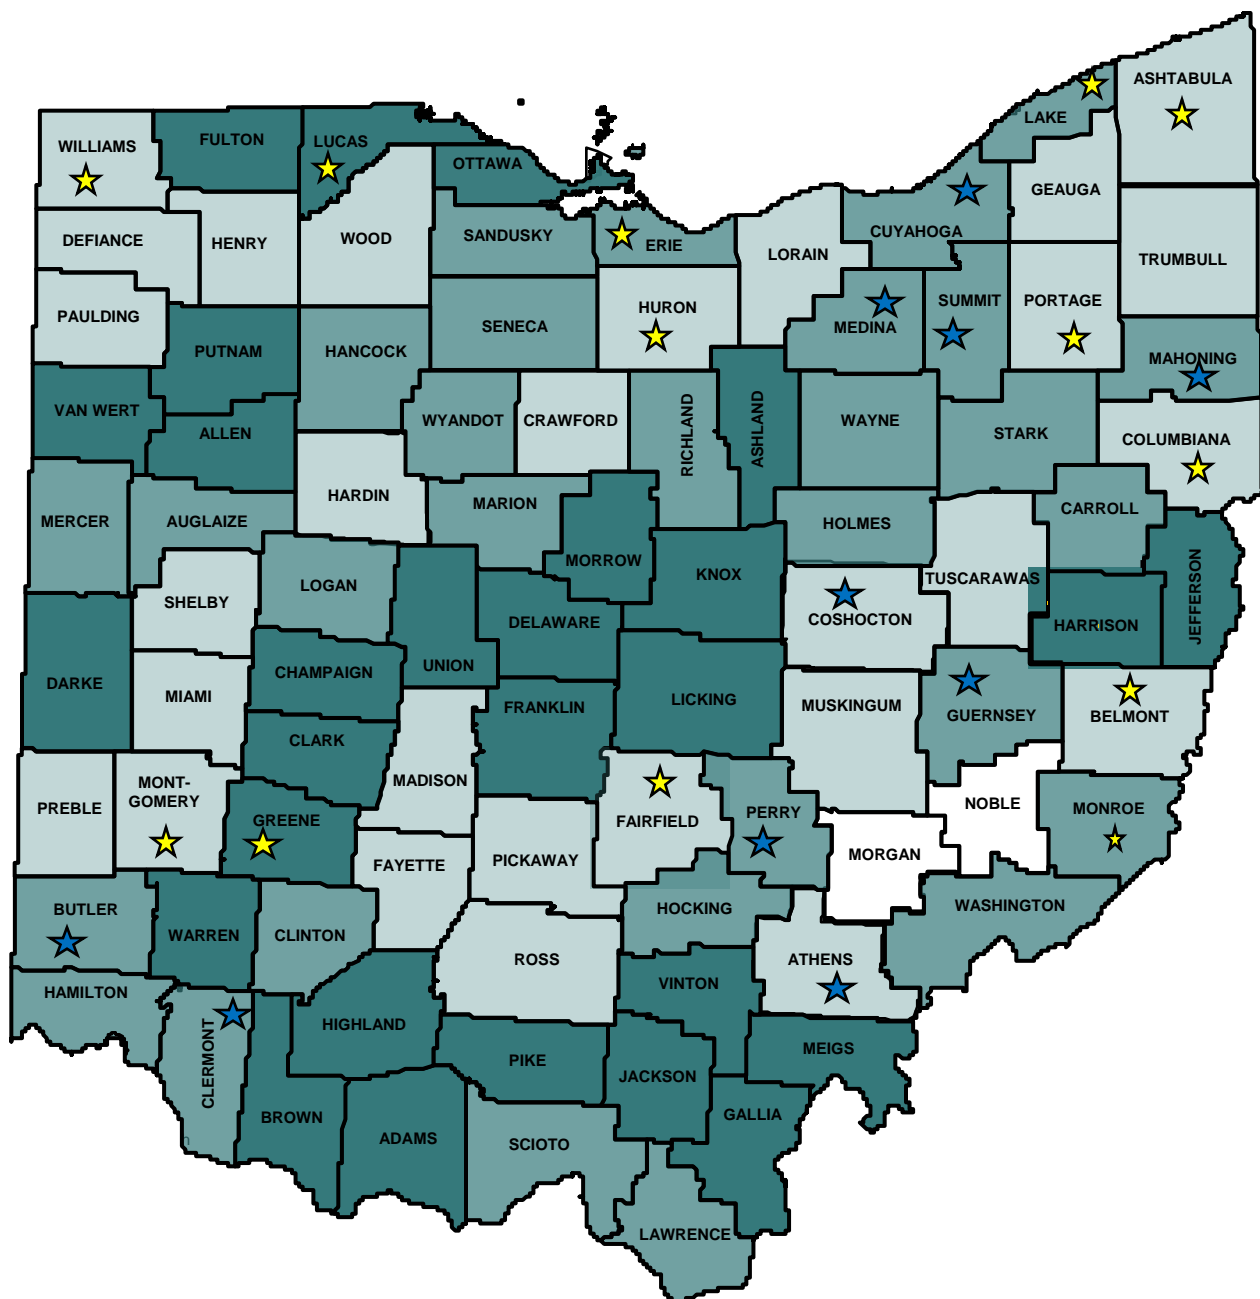 ASHTABULA
LAKE
WILLIAMS
FULTON
LUCAS
OTTAWA
GEAUGA
DEFIANCE
HENRY
WOOD
SANDUSKY
ERIE
LORAIN
CUYAHOGA
TRUMBULL
PAULDING
HURON
MEDINA
SUMMIT
PORTAGE
SENECA
PUTNAM
HANCOCK
MAHONING
VAN WERT
ALLEN
WYANDOT
CRAWFORD
RICHLAND
ASHLAND
WAYNE
STARK
COLUMBIANA
HARDIN
MERCER
AUGLAIZE
MARION
HOLMES
CARROLL
MORROW
KNOX
TUSCARAWAS
JEFFERSON
LOGAN
SHELBY
COSHOCTON
HARRISON
DELAWARE
UNION
CHAMPAIGN
DARKE
MIAMI
FRANKLIN
LICKING
MUSKINGUM
GUERNSEY
BELMONT
CLARK
MADISON
PREBLE
MONT-
GOMERY
GREENE
FAIRFIELD
PERRY
NOBLE
MONROE
PICKAWAY
FAYETTE
MORGAN
BUTLER
WARREN
CLINTON
HOCKING
WASHINGTON
ROSS
ATHENS
HAMILTON
VINTON
HIGHLAND
CLERMONT
PIKE
JACKSON
MEIGS
BROWN
ADAMS
SCIOTO
GALLIA
LAWRENCE